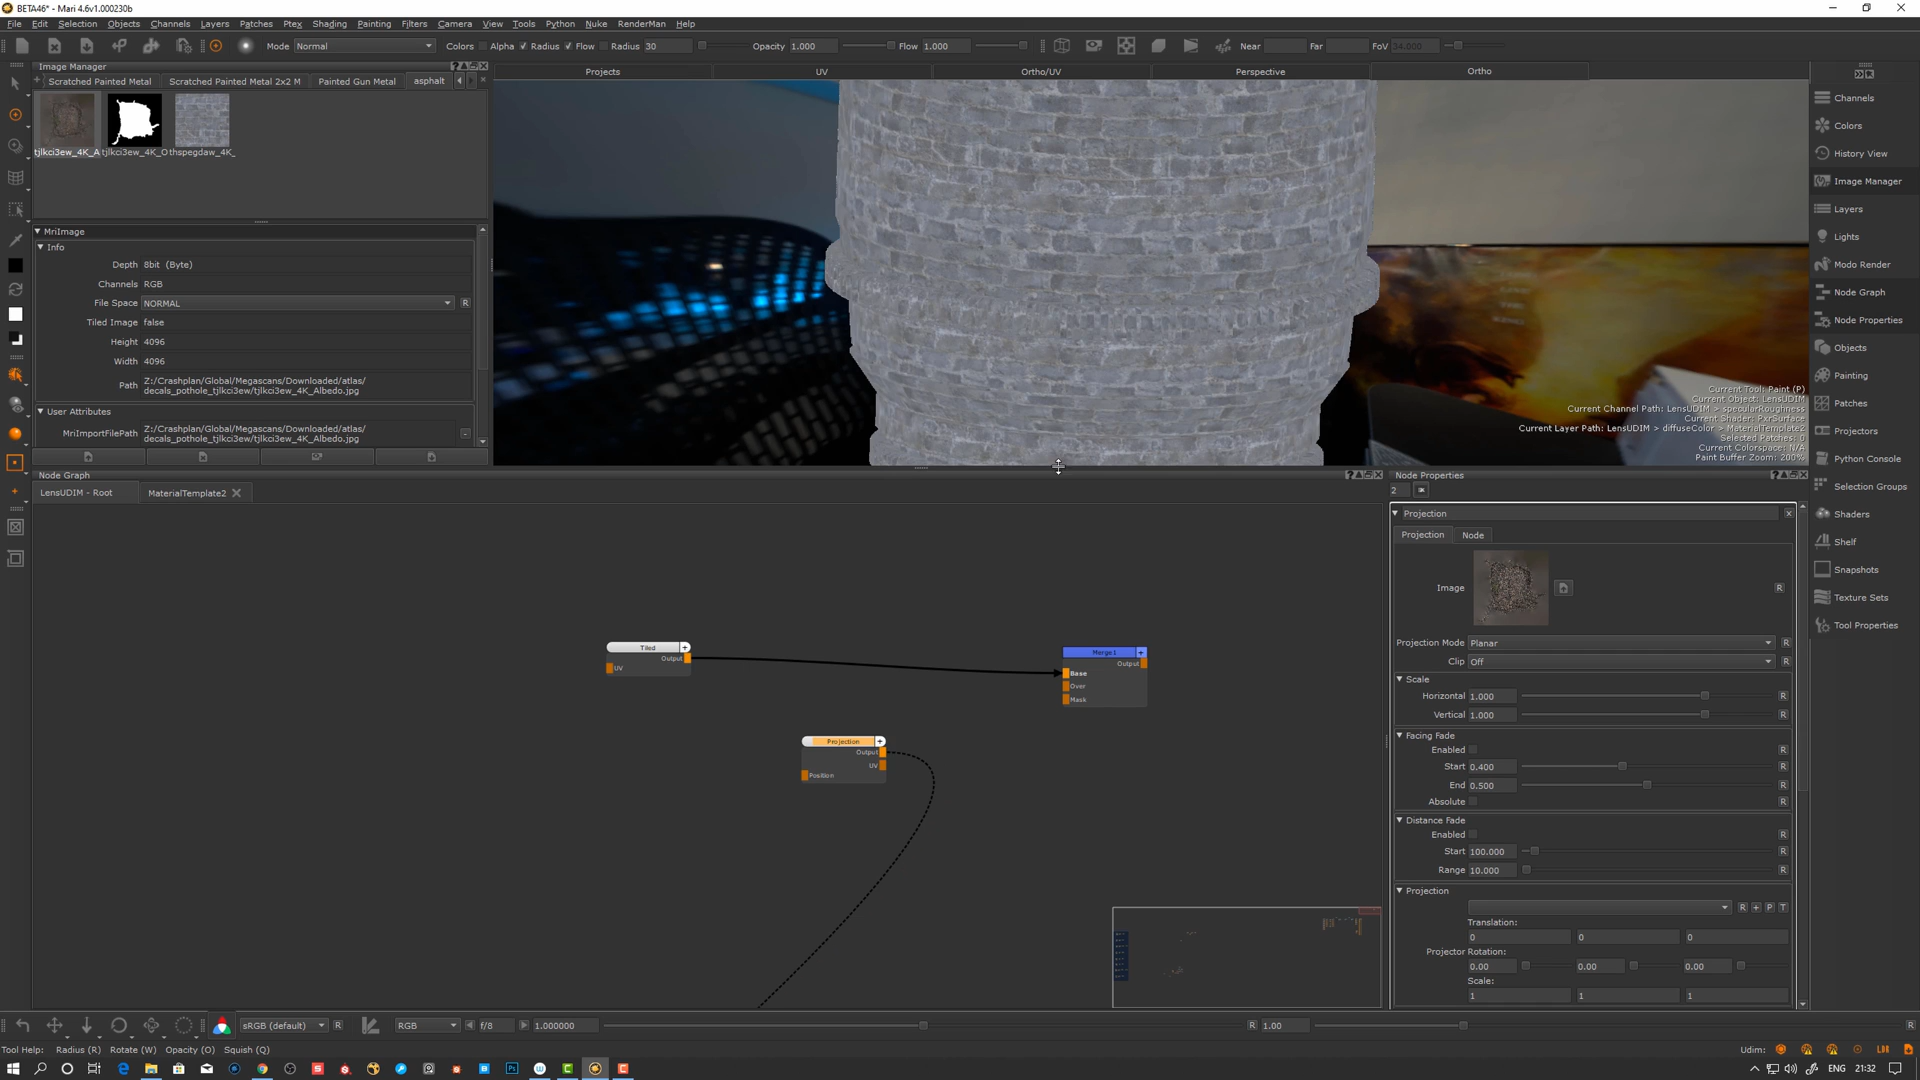 BETA46* - Mari 4.6v1.000230b
File Edit Selection Objects Channels Layers Patches Ptex Shading Painting Filters Camera View Tools Python Nuke RenderMan Help
Mode Normal Colors Alpha Radius Flow Radius 30 Opacity 1.000 Flow 1.000 Near Far FoV 34.000
Image Manager
Scratched Painted Metal Scratched Painted Metal 2x2 M Painted Gun Metal asphalt
tjlkci3ew_4K_A tjlkci3ew_4K_O thspegdaw_4K_
MriImage
Info
Depth 8bit (Byte)
Channels RGB
File Space NORMAL R
Tiled Image false
Height 4096
Width 4096
Path Z:/Crashplan/Global/Megascans/Downloaded/atlas/
decals_pothole_tjlkci3ew/tjlkci3ew_4K_Albedo.jpg
User Attributes
MriImportFilePath Z:/Crashplan/Global/Megascans/Downloaded/atlas/
decals_pothole_tjlkci3ew/tjlkci3ew_4K_Albedo.jpg
Projects UV Ortho/UV Perspective Ortho
Current Tool: Paint (P)
Current Object: LensUDIM
Current Channel Path: LensUDIM > specularRoughness
Current Shader: PxrSurface
Current Layer Path: LensUDIM > diffuseColor > MaterialTemplate2
Selected Patches: 0
Current Colorspace: N/A
Paint Buffer Zoom: 200%
Channels
Colors
History View
Image Manager
Layers
Lights
Modo Render
Node Graph
Node Properties
Objects
Painting
Patches
Projectors
Python Console
Selection Groups
Shaders
Shelf
Snapshots
Texture Sets
Tool Properties
Node Graph
LensUDIM - Root MaterialTemplate2
Tiled
Output
UV
Projection
Output
UV
Position
Merge1
Output
Base
Over
Mask
Node Properties
2
Projection
Projection Node
Image R
Projection Mode Planar R
Clip Off R
Scale
Horizontal 1.000 R
Vertical 1.000 R
Facing Fade
Enabled R
Start 0.400 R
End 0.500 R
Absolute R
Distance Fade
Enabled R
Start 100.000 R
Range 10.000 R
Projection
R + P T
Translation:
0 0 0
Projector Rotation:
0.00 0.00 0.00
Scale:
1 1 1
sRGB (default) R RGB f/8 1.000000 R 1.00 R
Tool Help: Radius (R) Rotate (W) Opacity (O) Squish (Q) Udim:
ENG 21:32